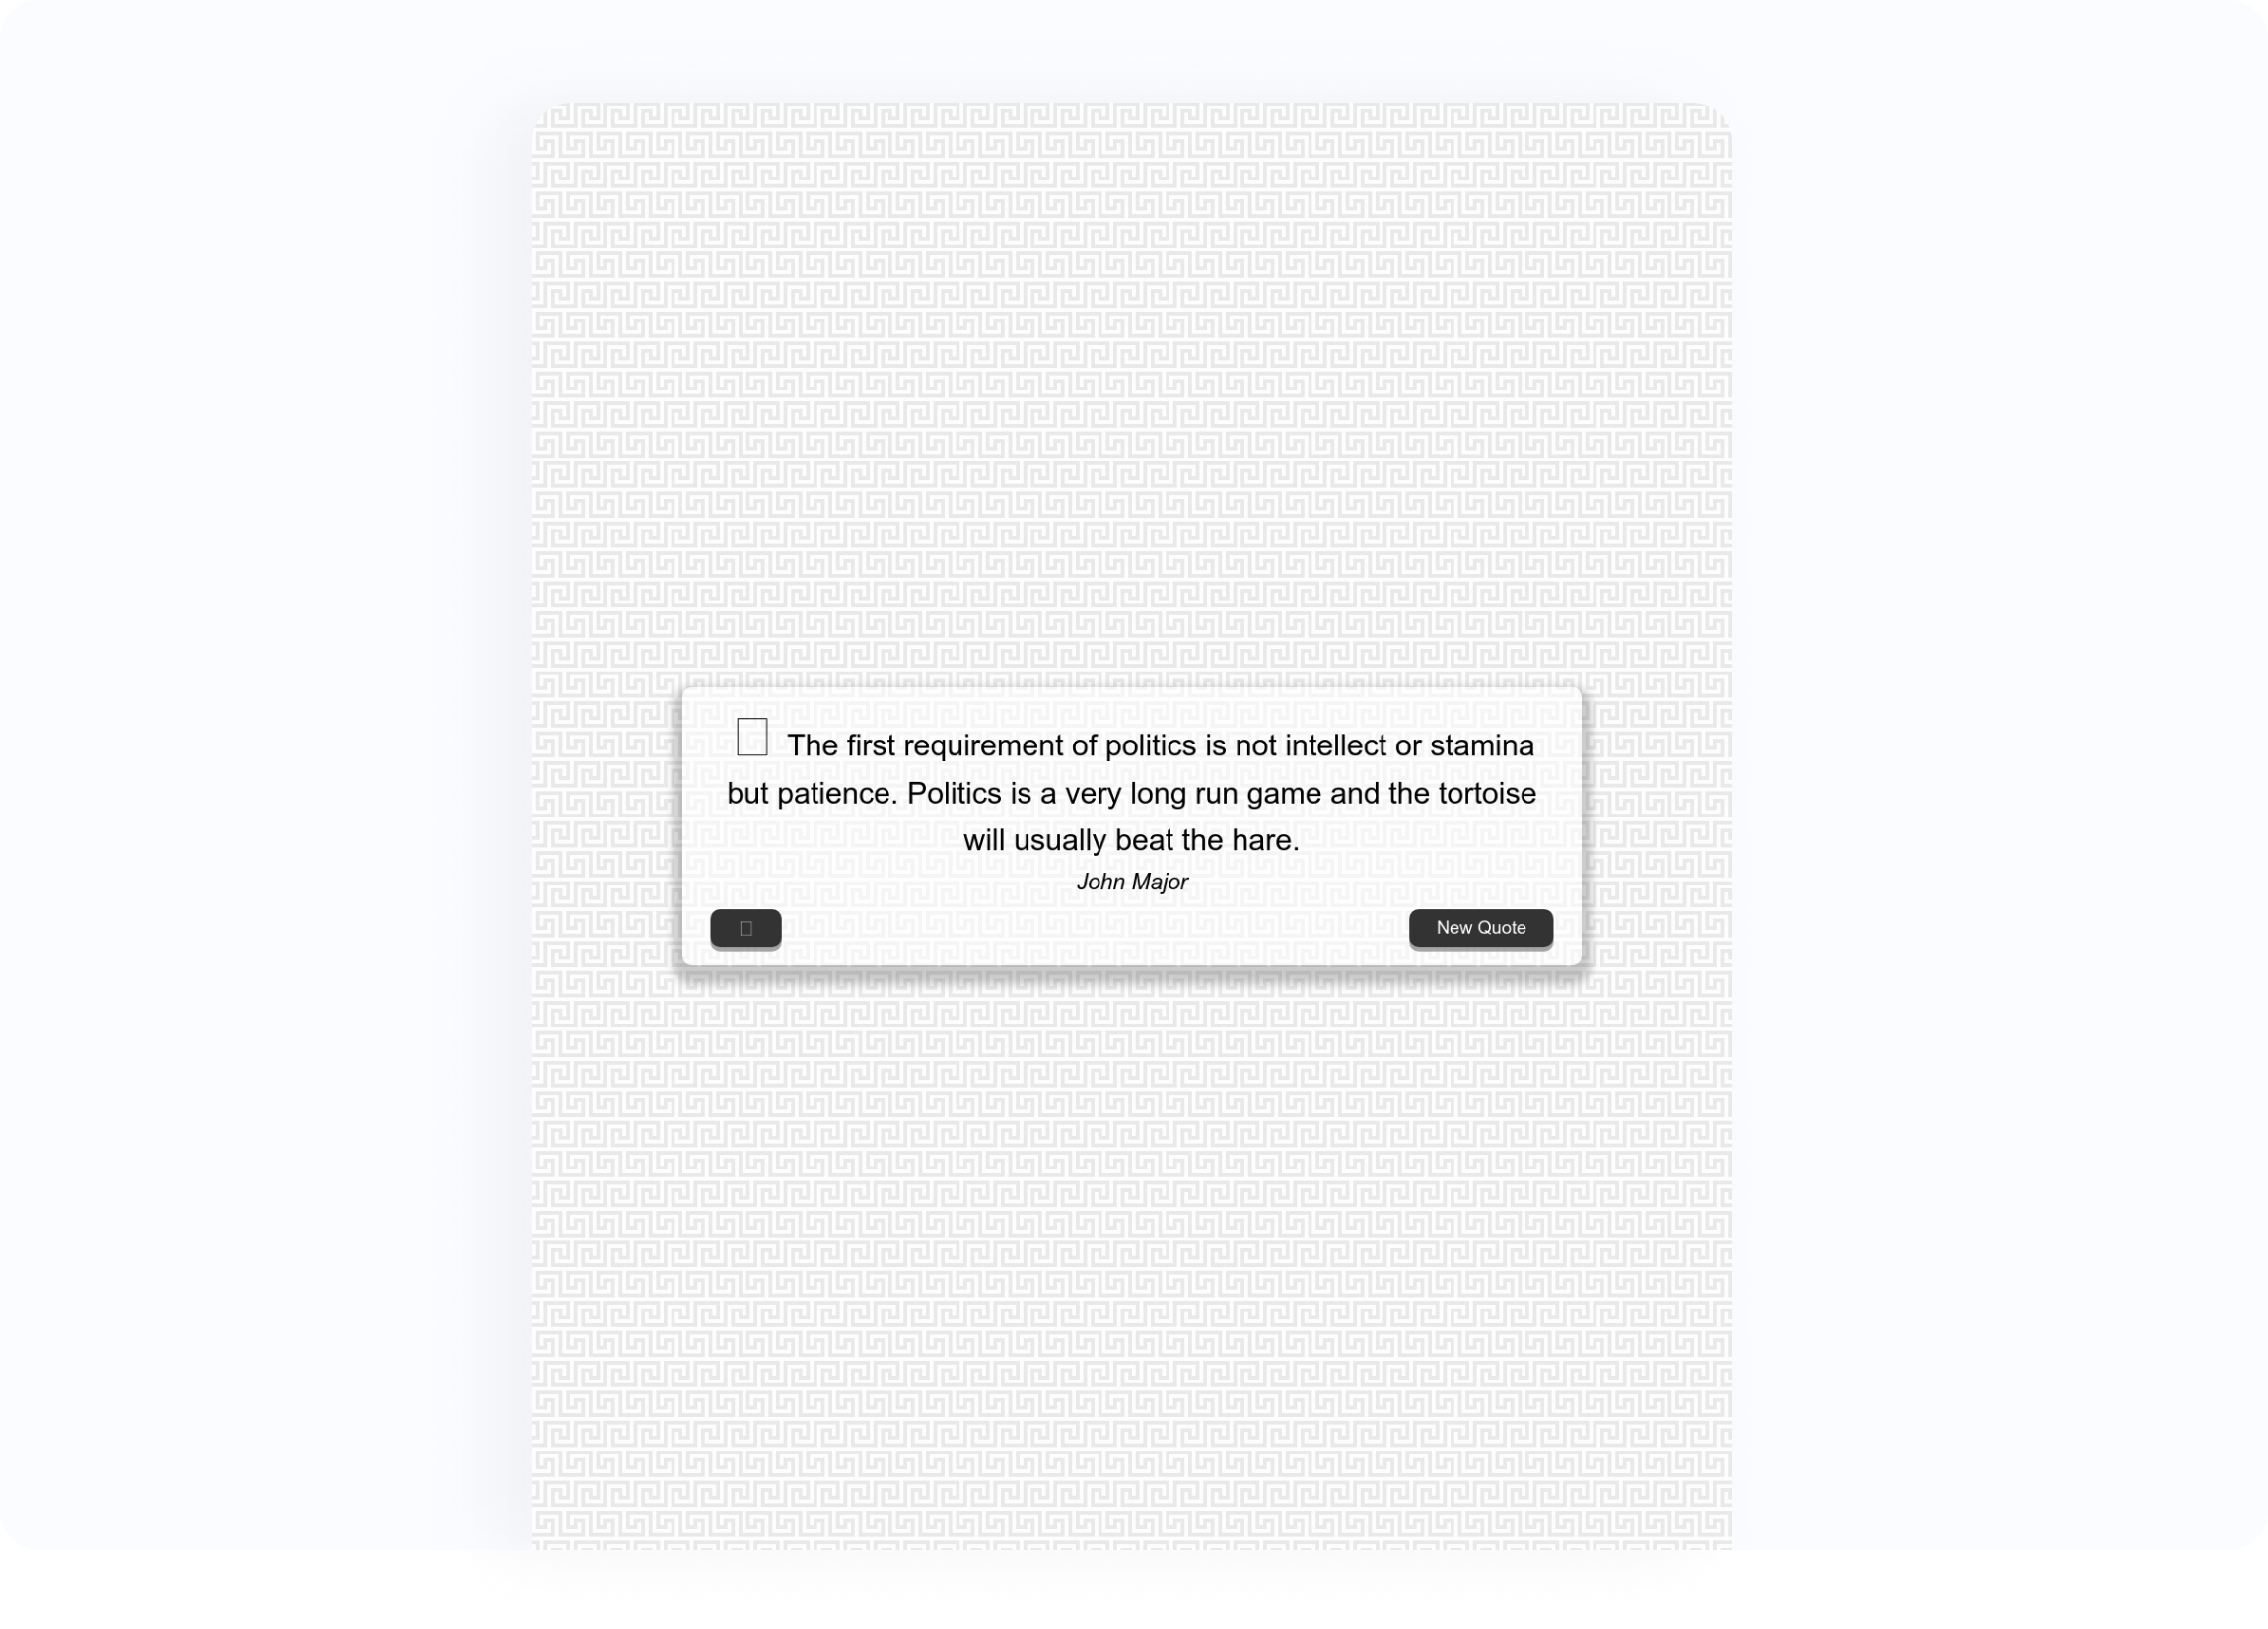 The first requirement of politics is not intellect or stamina
but patience. Politics is a very long run game and the tortoise
will usually beat the hare.
John Major
New Quote